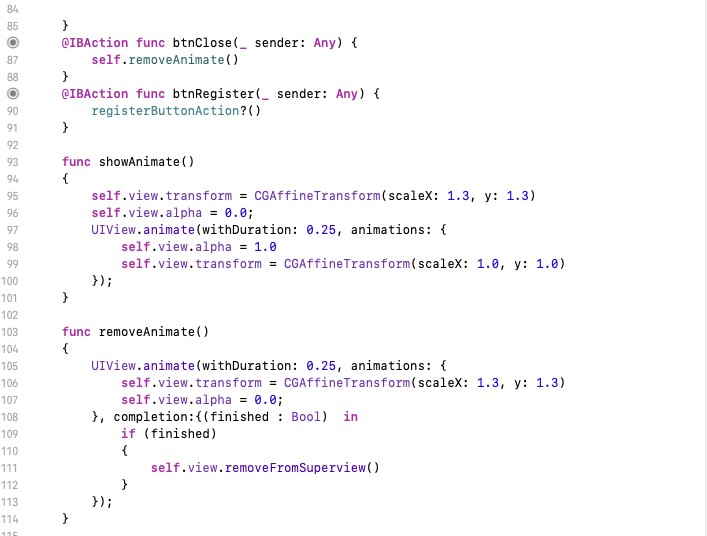 84
85 }
@IBAction func btnClose(_ sender: Any) {
87 self.removeAnimate()
88 }
@IBAction func btnRegister(_ sender: Any) {
90 registerButtonAction?()
91 }
92
93 func showAnimate()
94 {
95 self.view.transform = CGAffineTransform(scaleX: 1.3, y: 1.3)
96 self.view.alpha = 0.0;
97 UIView.animate(withDuration: 0.25, animations: {
98 self.view.alpha = 1.0
99 self.view.transform = CGAffineTransform(scaleX: 1.0, y: 1.0)
100 });
101 }
102
103 func removeAnimate()
104 {
105 UIView.animate(withDuration: 0.25, animations: {
106 self.view.transform = CGAffineTransform(scaleX: 1.3, y: 1.3)
107 self.view.alpha = 0.0;
108 }, completion:{(finished : Bool)  in
109 if (finished)
110 {
111 self.view.removeFromSuperview()
112 }
113 });
114 }
115